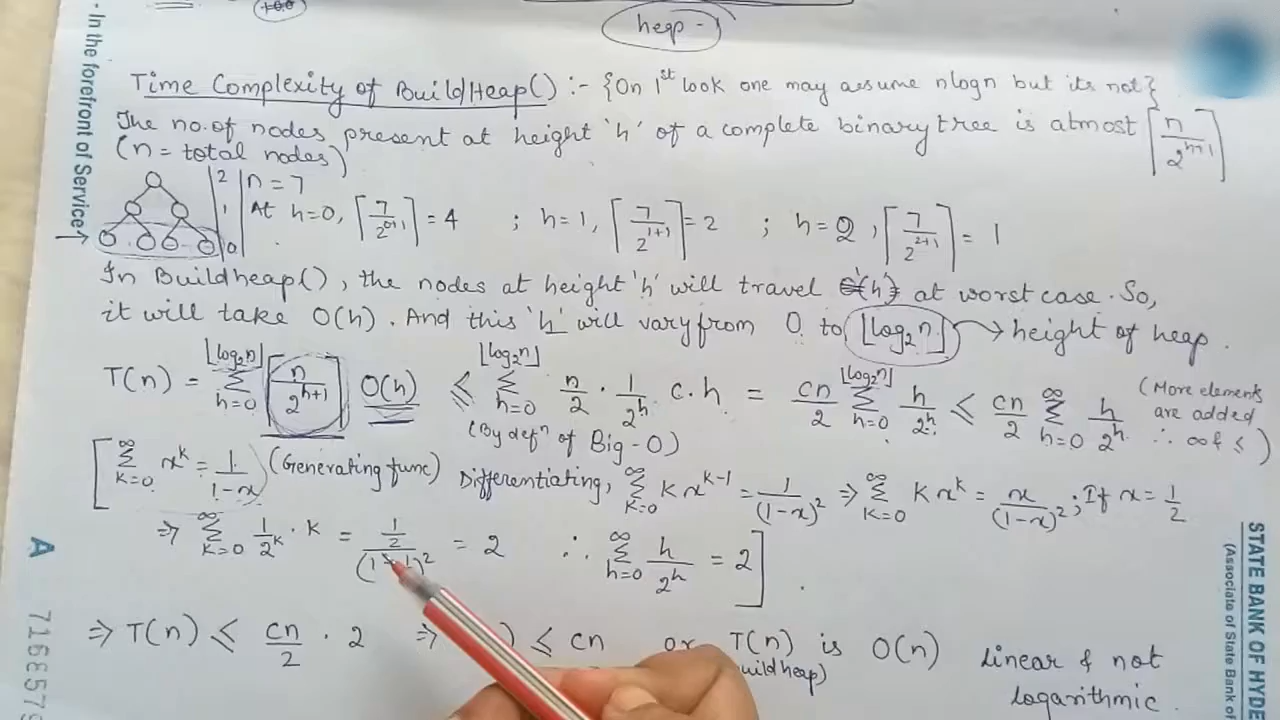 heap - 1
Time Complexity of BuildHeap() :- {On 1st look one may assume nlogn but its not}
The no. of nodes present at height 'h' of a complete binary tree is atmost ⌈n/2^(h+1)⌉
(n = total nodes)
2 | n = 7
1 | At h=0, ⌈7/2^(0+1)⌉ = 4 ; h=1, ⌈7/2^(1+1)⌉ = 2 ; h=2, ⌈7/2^(2+1)⌉ = 1
0
In Buildheap(), the nodes at height 'h' will travel 'h' at worst case. So,
it will take O(h). And this 'h' will vary from 0 to ⌊log₂n⌋ → height of heap.
T(n) = Σ_{h=0}^{⌊log₂n⌋} ⌈n/2^(h+1)⌉ O(h) ≤ Σ_{h=0}^{⌊log₂n⌋} n/2 · 1/2^h c.h = cn/2 Σ_{h=0}^{⌊log₂n⌋} h/2^h ≤ cn/2 Σ_{h=0}^{∞} h/2^h (More elements are added ∴ ∞ & ≤)
(By defⁿ of Big-O)
[Σ_{k=0}^{∞} x^k = 1/(1-x) (Generating func) Differentiating, Σ_{k=0}^{∞} K x^(k-1) = 1/(1-x)² ⇒ Σ_{k=0}^{∞} K x^k = x/(1-x)² ; If x = 1/2
⇒ Σ_{k=0}^{∞} 1/2^k · k = (1/2)/(1- )² = 2 ∴ Σ_{h=0}^{∞} h/2^h = 2]
⇒ T(n) ≤ cn/2 · 2 ⇒ ) ≤ cn or T(n) is O(n) linear & not
uildheap) logarithmic
- In the forefront of Service
A 7168579
STATE BANK OF HYDE
(Associate of State Bank of